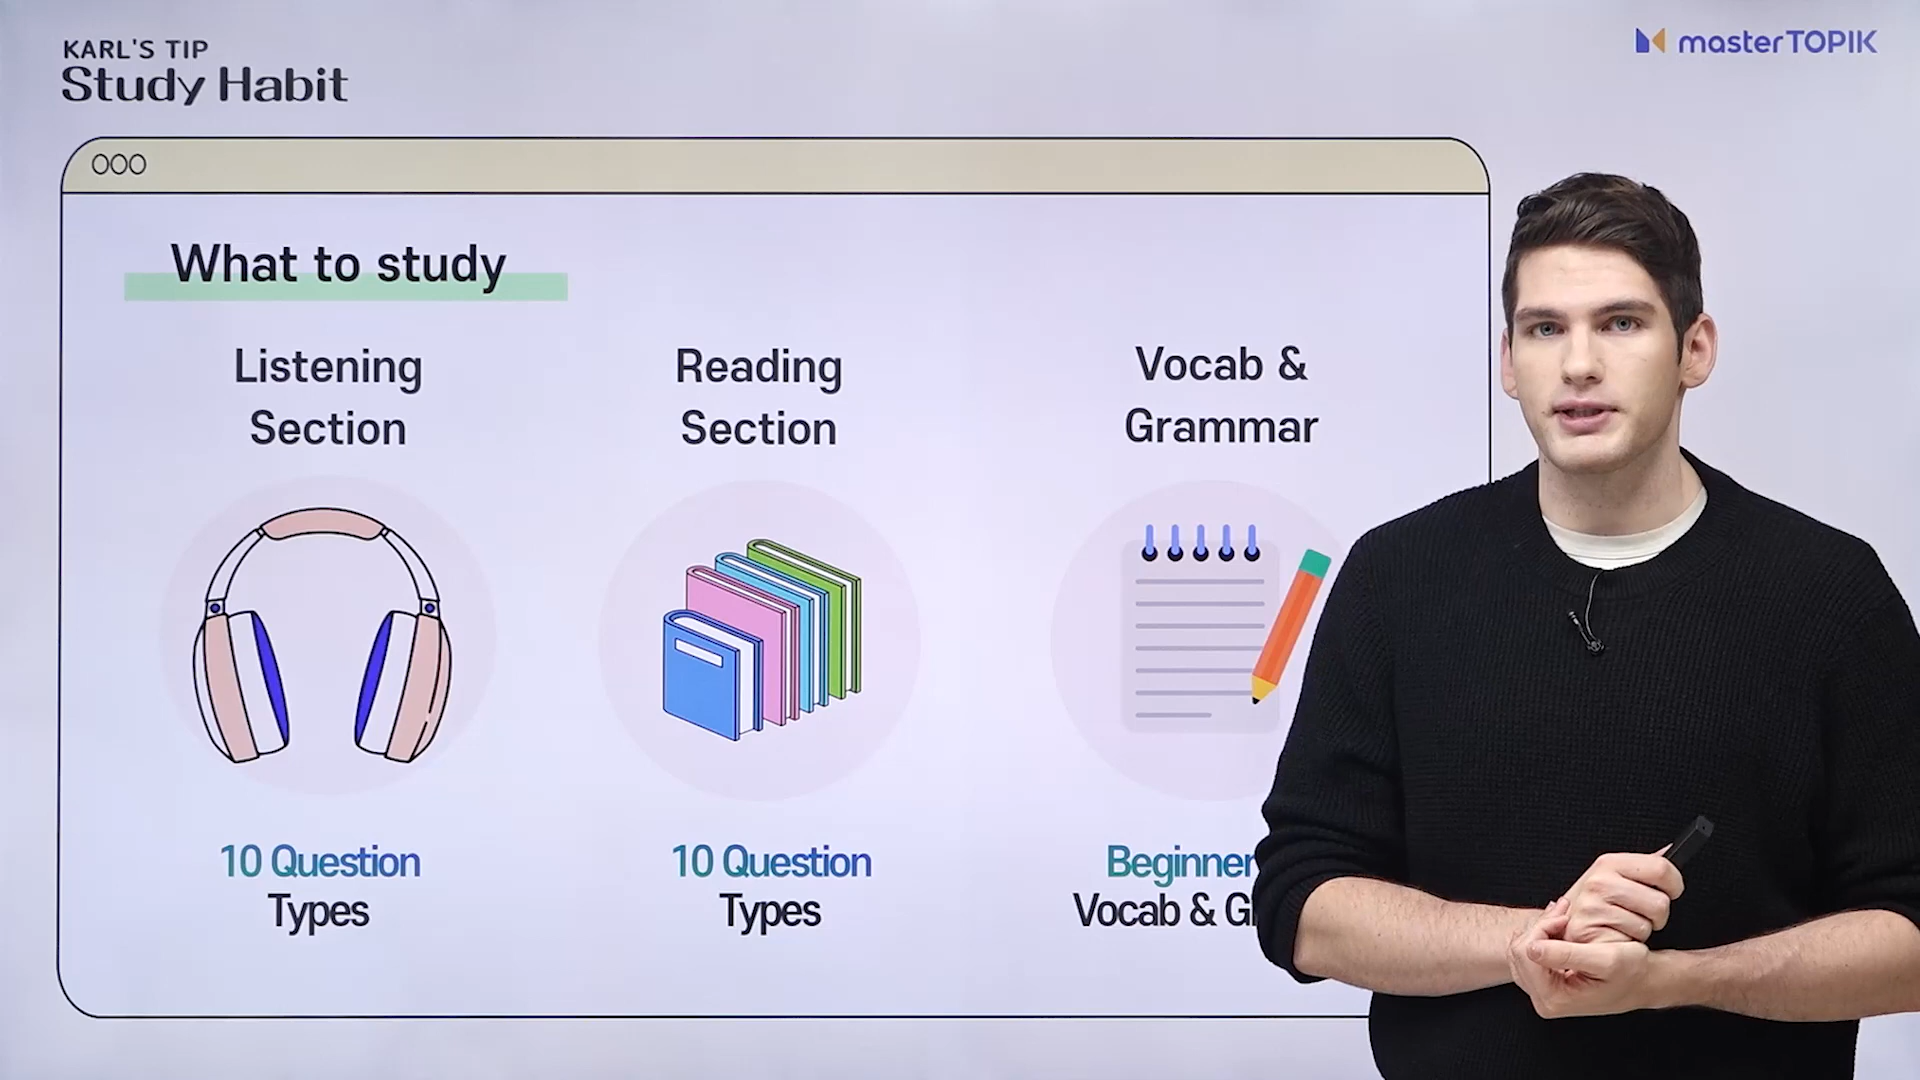 KARL'S TIP
Study Habit
masterTOPIK
What to study
Listening
Section
Reading
Section
Vocab &
Grammar
10 Question
Types
10 Question
Types
Beginner
Vocab &